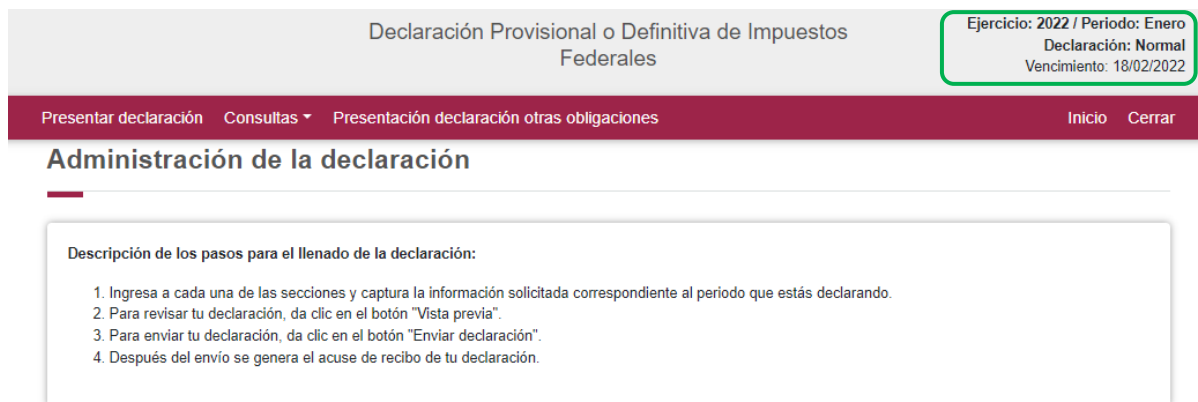 Declaración Provisional o Definitiva de Impuestos
Federales
Ejercicio: 2022 / Periodo: Enero
Declaración: Normal
Vencimiento: 18/02/2022
Presentar declaración Consultas Presentación declaración otras obligaciones Inicio Cerrar
Administración de la declaración
Descripción de los pasos para el llenado de la declaración:
1. Ingresa a cada una de las secciones y captura la información solicitada correspondiente al periodo que estás declarando.
2. Para revisar tu declaración, da clic en el botón "Vista previa".
3. Para enviar tu declaración, da clic en el botón "Enviar declaración".
4. Después del envío se genera el acuse de recibo de tu declaración.